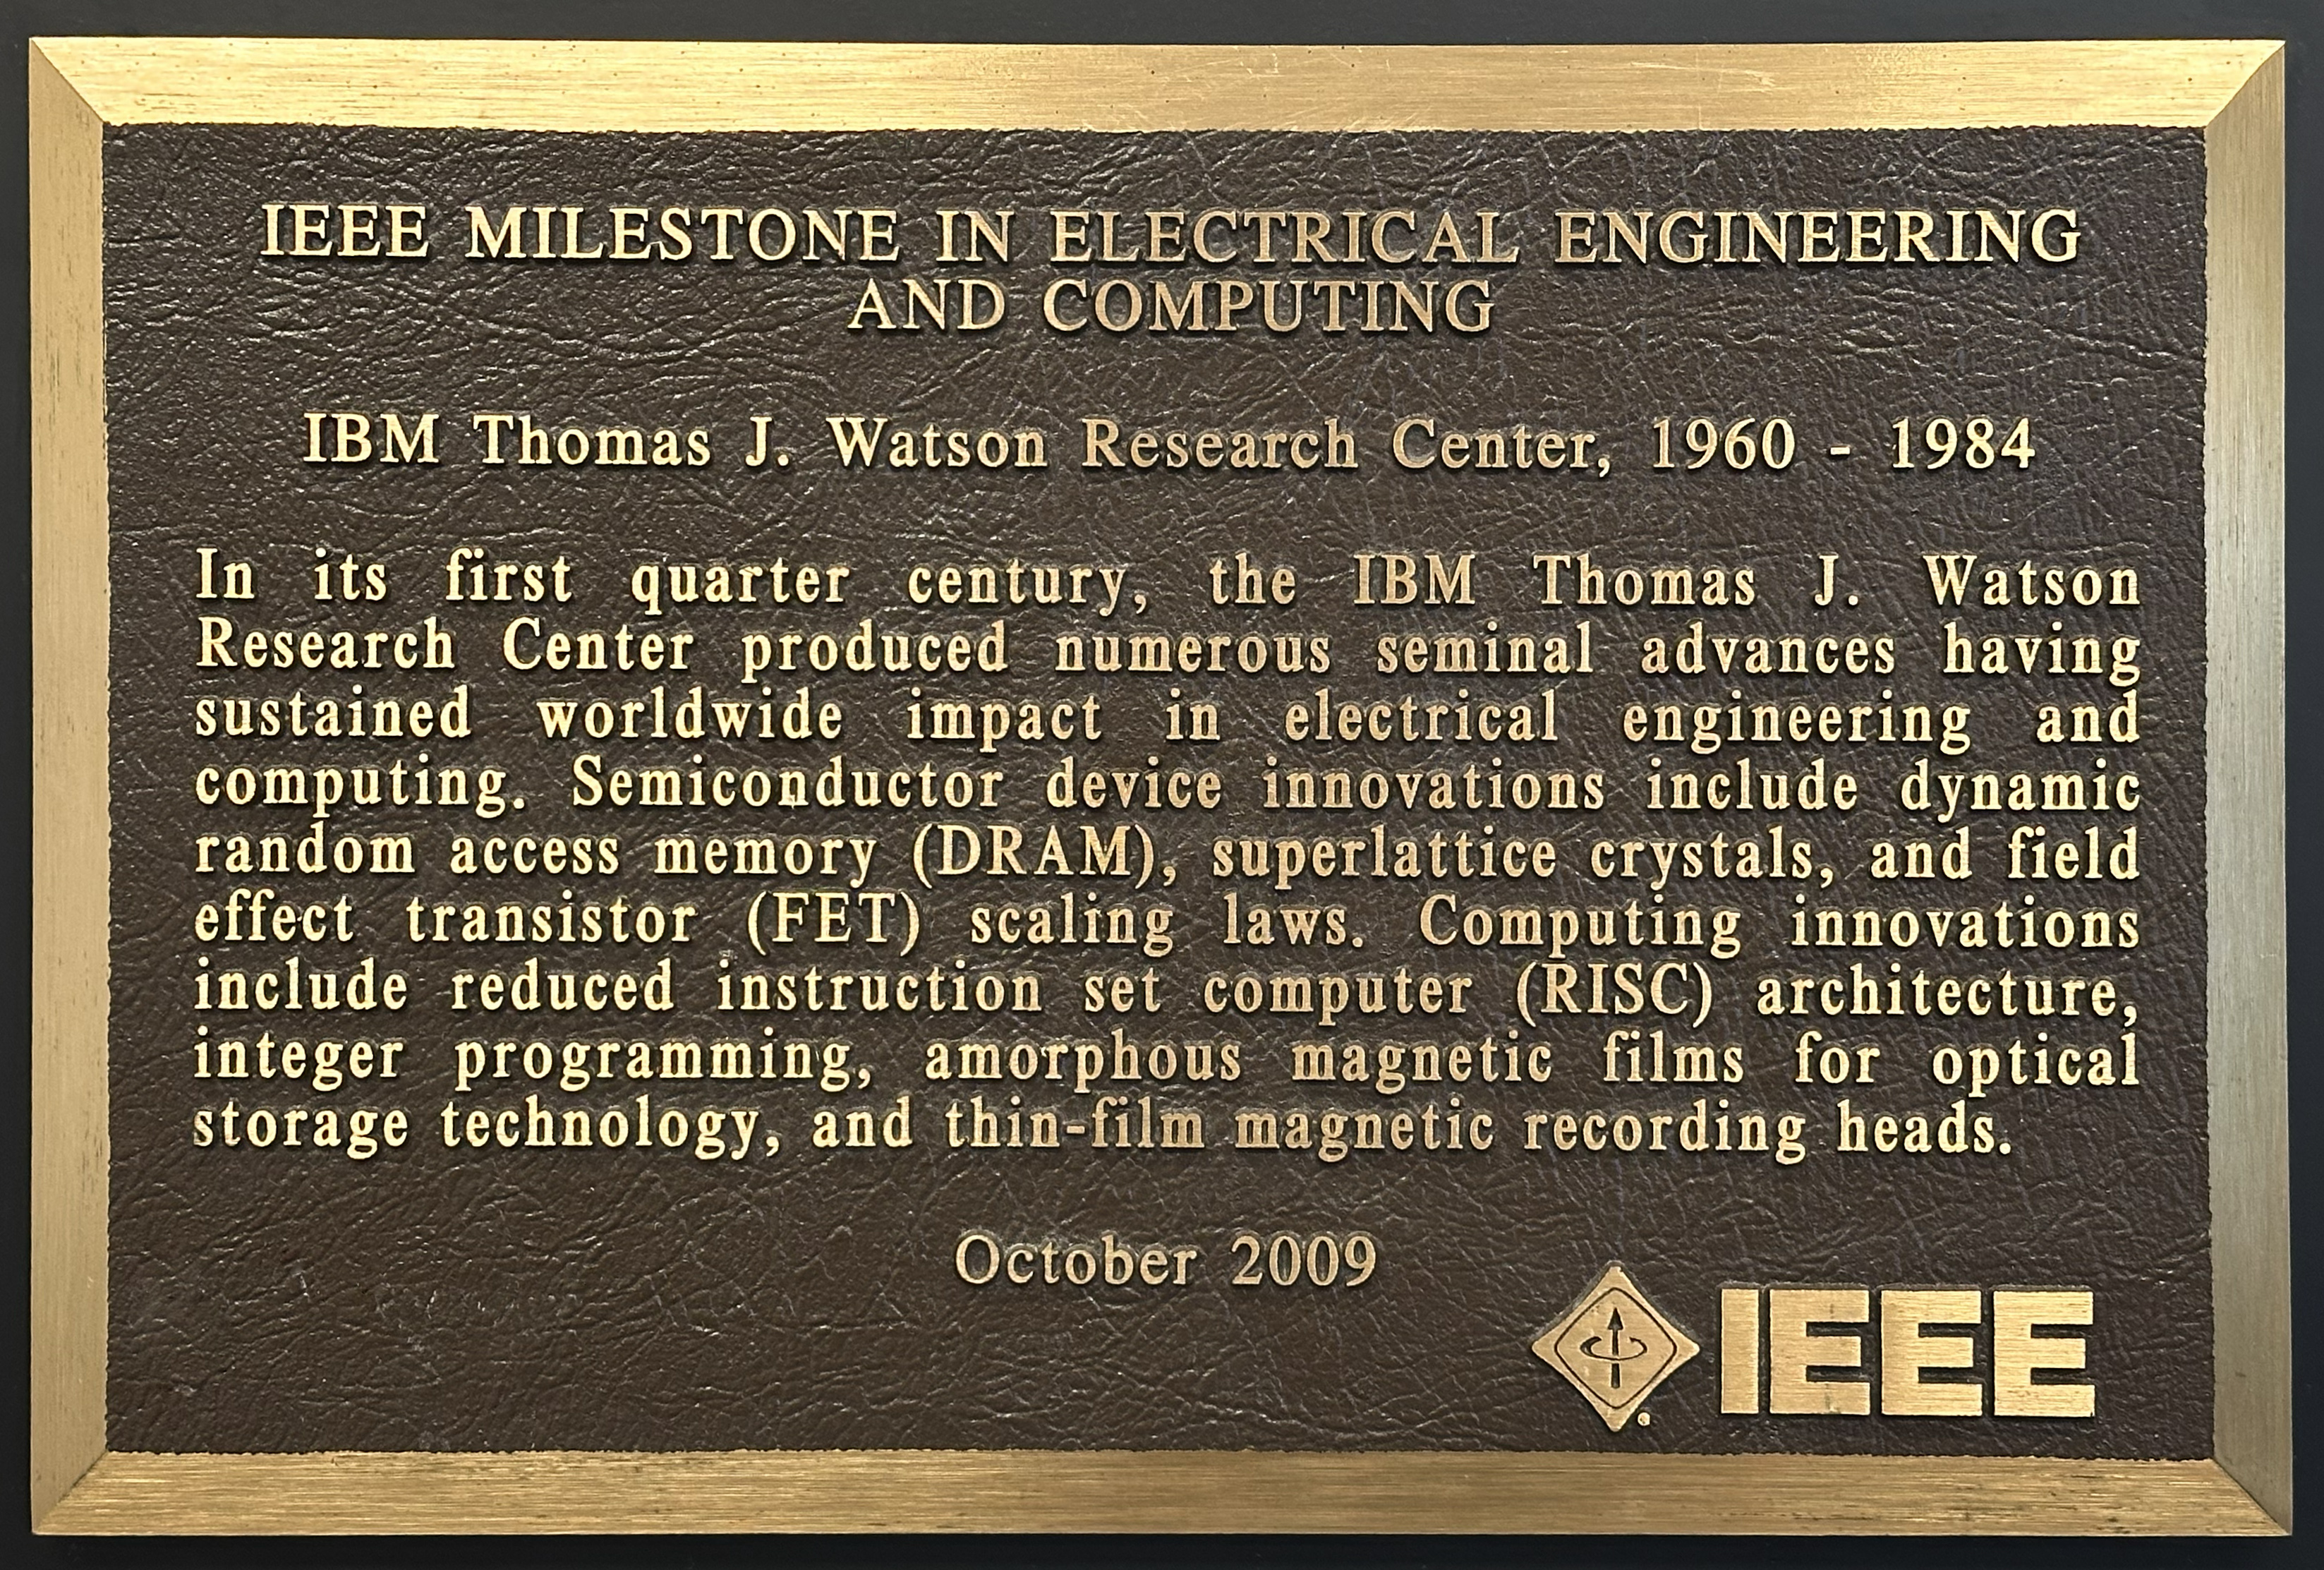 IEEE MILESTONE IN ELECTRICAL ENGINEERING
AND COMPUTING
IBM Thomas J. Watson Research Center, 1960 - 1984
In its first quarter century, the IBM Thomas J. Watson
Research Center produced numerous seminal advances having
sustained worldwide impact in electrical engineering and
computing. Semiconductor device innovations include dynamic
random access memory (DRAM), superlattice crystals, and field
effect transistor (FET) scaling laws. Computing innovations
include reduced instruction set computer (RISC) architecture,
integer programming, amorphous magnetic films for optical
storage technology, and thin-film magnetic recording heads.
October 2009
IEEE